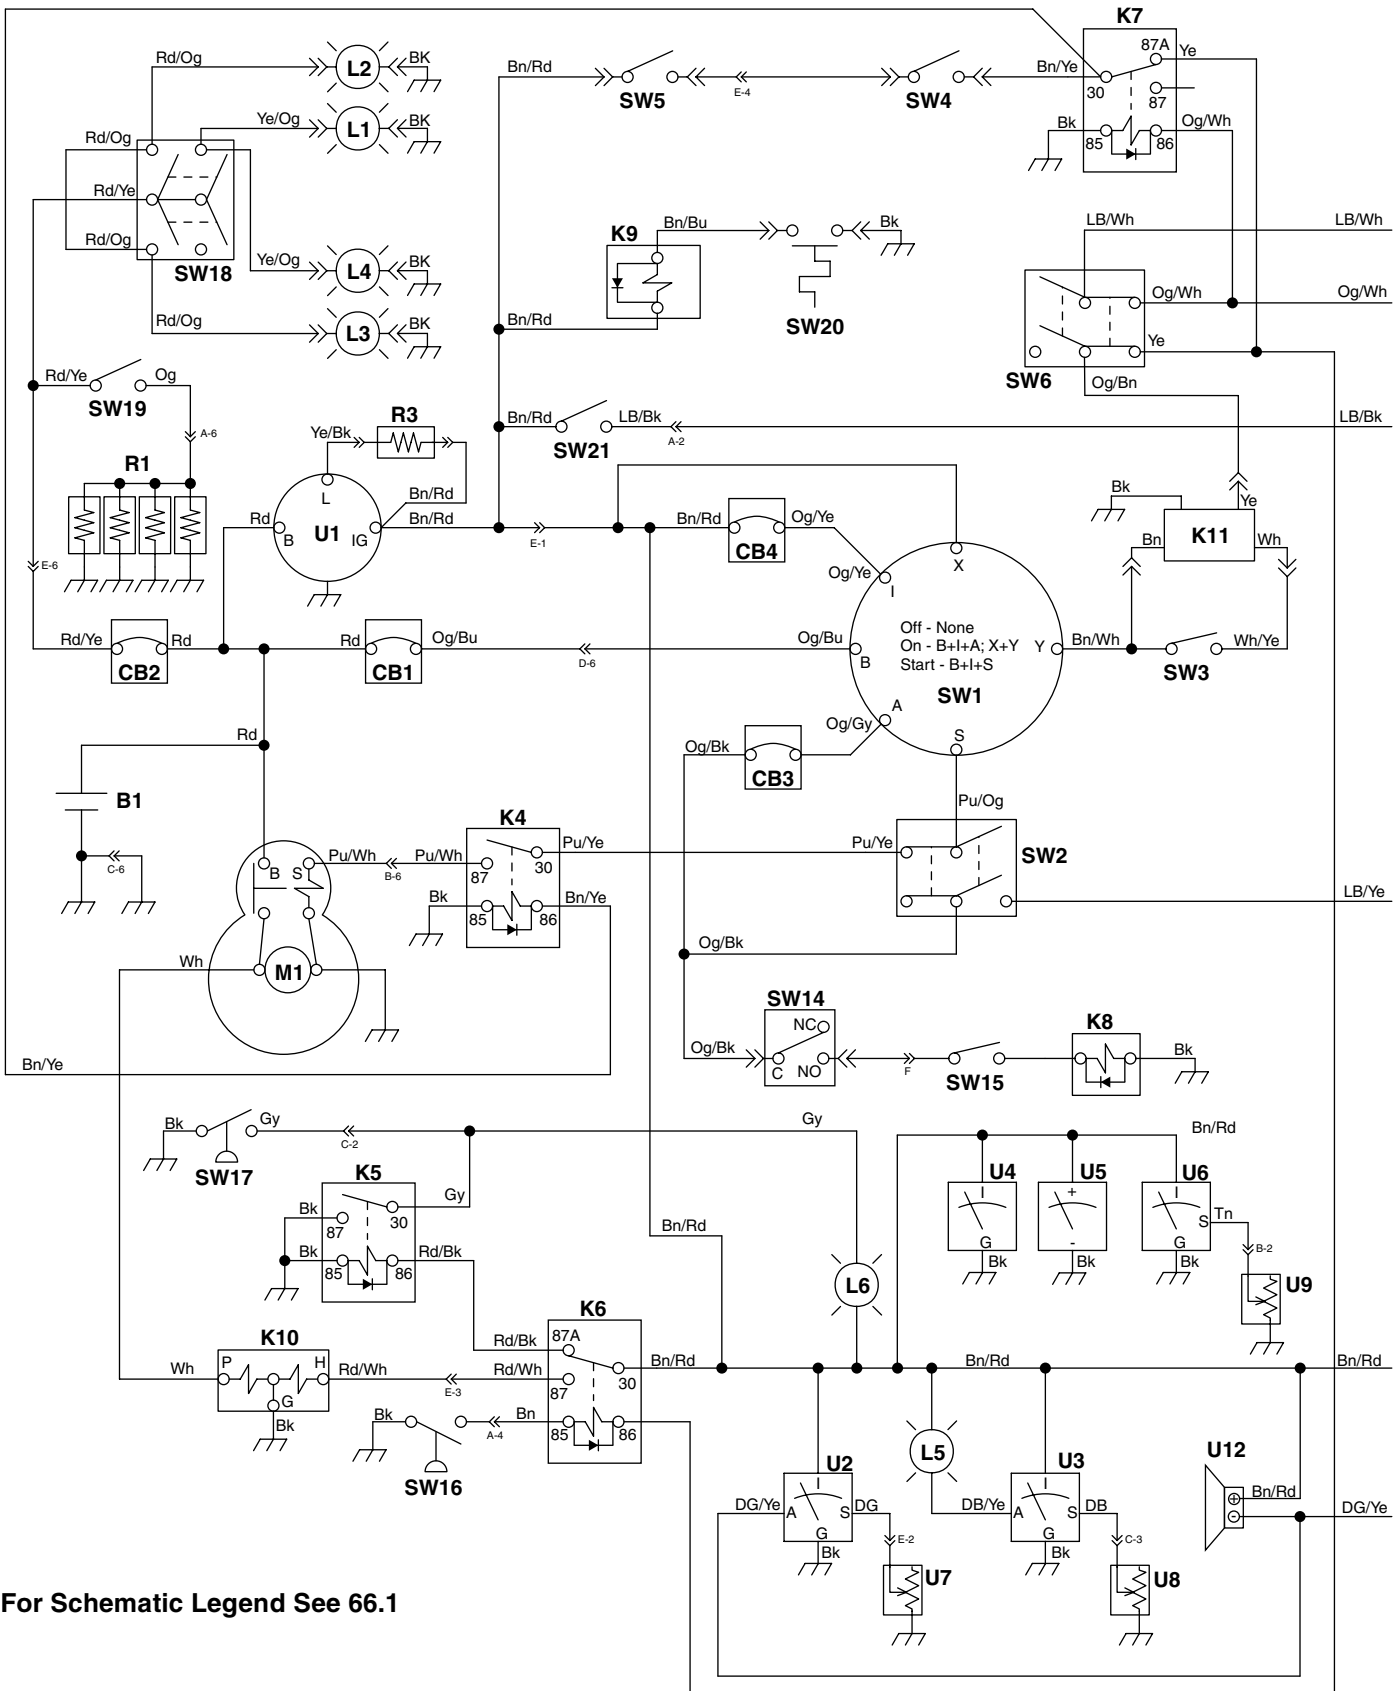 K7
87A
Ye
Rd/Og
L2
BK
Bn/Rd
SW5
E-4
SW4
Bn/Ye
30
87
Ye/Og
L1
BK
Rd/Og
Bk
85
86
Og/Wh
Rd/Ye
Rd/Og
SW18
Ye/Og
L4
BK
K9
Bn/Bu
Bk
SW20
LB/Wh
LB/Wh
Rd/Og
L3
BK
Bn/Rd
Og/Wh
Og/Wh
Ye
SW6
Og/Bn
Rd/Ye
Og
SW19
A-6
R3
Ye/Bk
Bn/Rd
LB/Bk
SW21
A-2
LB/Bk
R1
L
Bn/Rd
Rd
B
U1
IG
Bn/Rd
E-1
Bn/Rd
CB4
Og/Ye
Og/Ye
I
X
Bk
Ye
Bn
K11
Wh
E-6
Rd/Ye
CB2
Rd
Rd
CB1
Og/Bu
D-6
Og/Bu
B
Off - None
On - B+I+A; X+Y
Start - B+I+S
SW1
Y
Bn/Wh
SW3
Wh/Ye
A
Og/Gy
S
Rd
Og/Bk
CB3
B1
C-6
Pu/Og
K4
Pu/Wh
B-6
Pu/Wh
87
30
Pu/Ye
Pu/Ye
SW2
B
S
Bk
85
86
Bn/Ye
LB/Ye
Wh
M1
Og/Bk
SW14
NC
Og/Bk
C
NO
F
SW15
K8
Bk
Bn/Ye
Bk
SW17
Gy
C-2
Gy
Bn/Rd
K5
Bk
87
30
Gy
U4
I
G
Bk
U5
+
-
Bk
U6
I
S
G
Bk
Tn
B-2
U9
Bk
85
86
Rd/Bk
Bn/Rd
L6
K6
87A
Rd/Bk
K10
Wh
P
H
G
Bk
Rd/Wh
E-3
Rd/Wh
87
30
Bn/Rd
Bn/Rd
Bn/Rd
Bk
SW16
A-4
Bn
85
86
L5
U2
DG/Ye
A
I
S
G
Bk
DG
E-2
U7
DB/Ye
U3
A
I
S
G
Bk
DB
C-3
U8
U12
Bn/Rd
+
-
DG/Ye
For Schematic Legend See 66.1